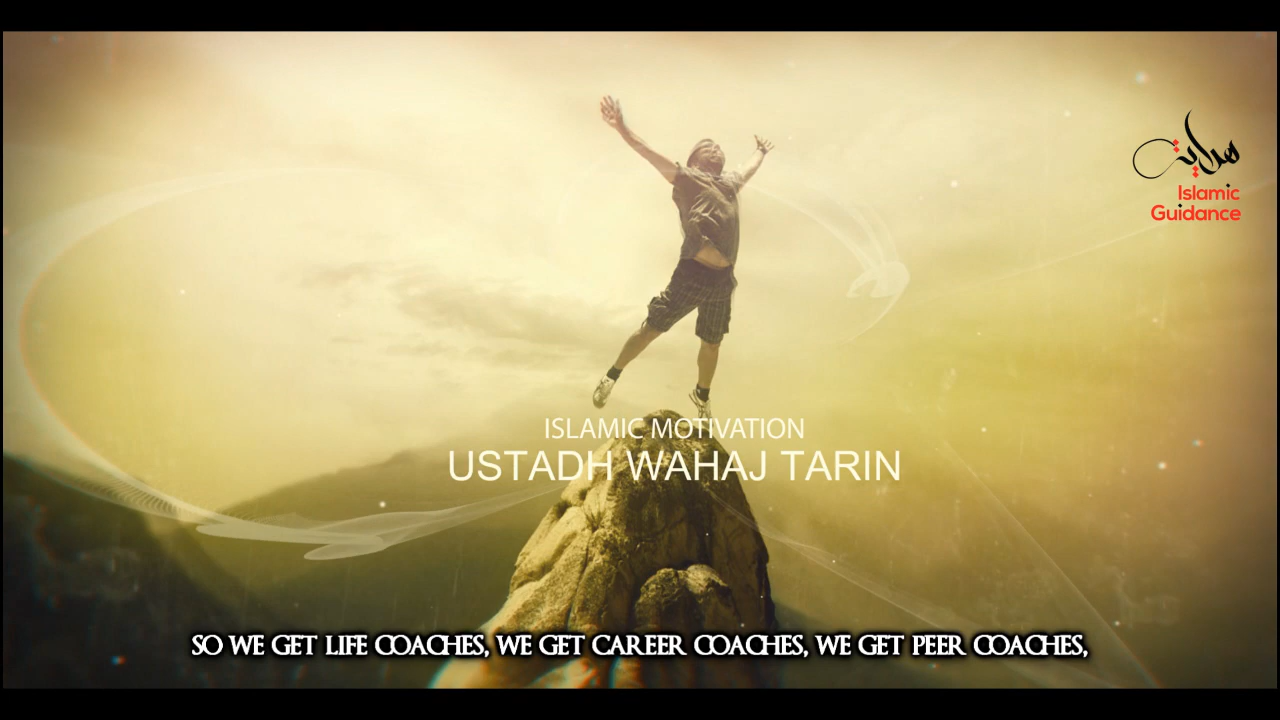 هداية
Islamic
Guidance
ISLAMIC MOTIVATION
USTADH WAHAJ TARIN
SO WE GET LIFE COACHES, WE GET CAREER COACHES, WE GET PEER COACHES,